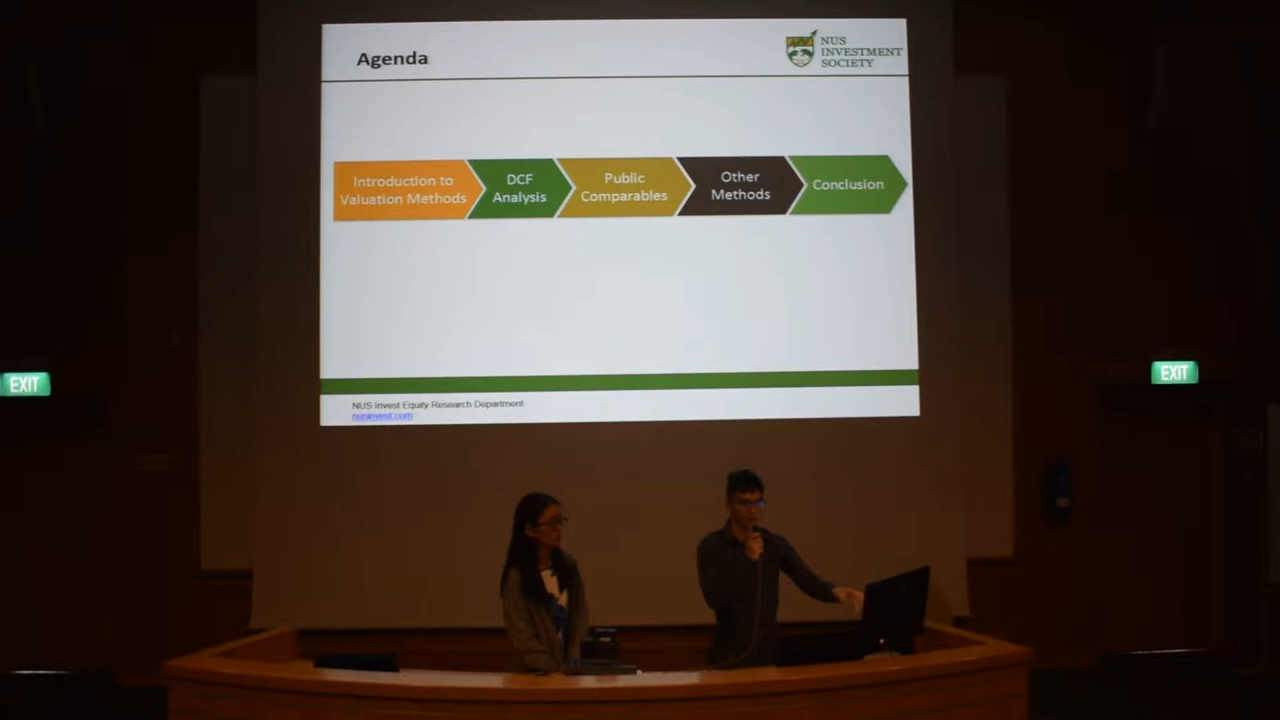 Agenda
NUS
INVESTMENT
SOCIETY
Introduction to
Valuation Methods
DCF
Analysis
Public
Comparables
Other
Methods
Conclusion
EXIT
EXIT
NUS Invest Equity Research Department
nusinvest.com